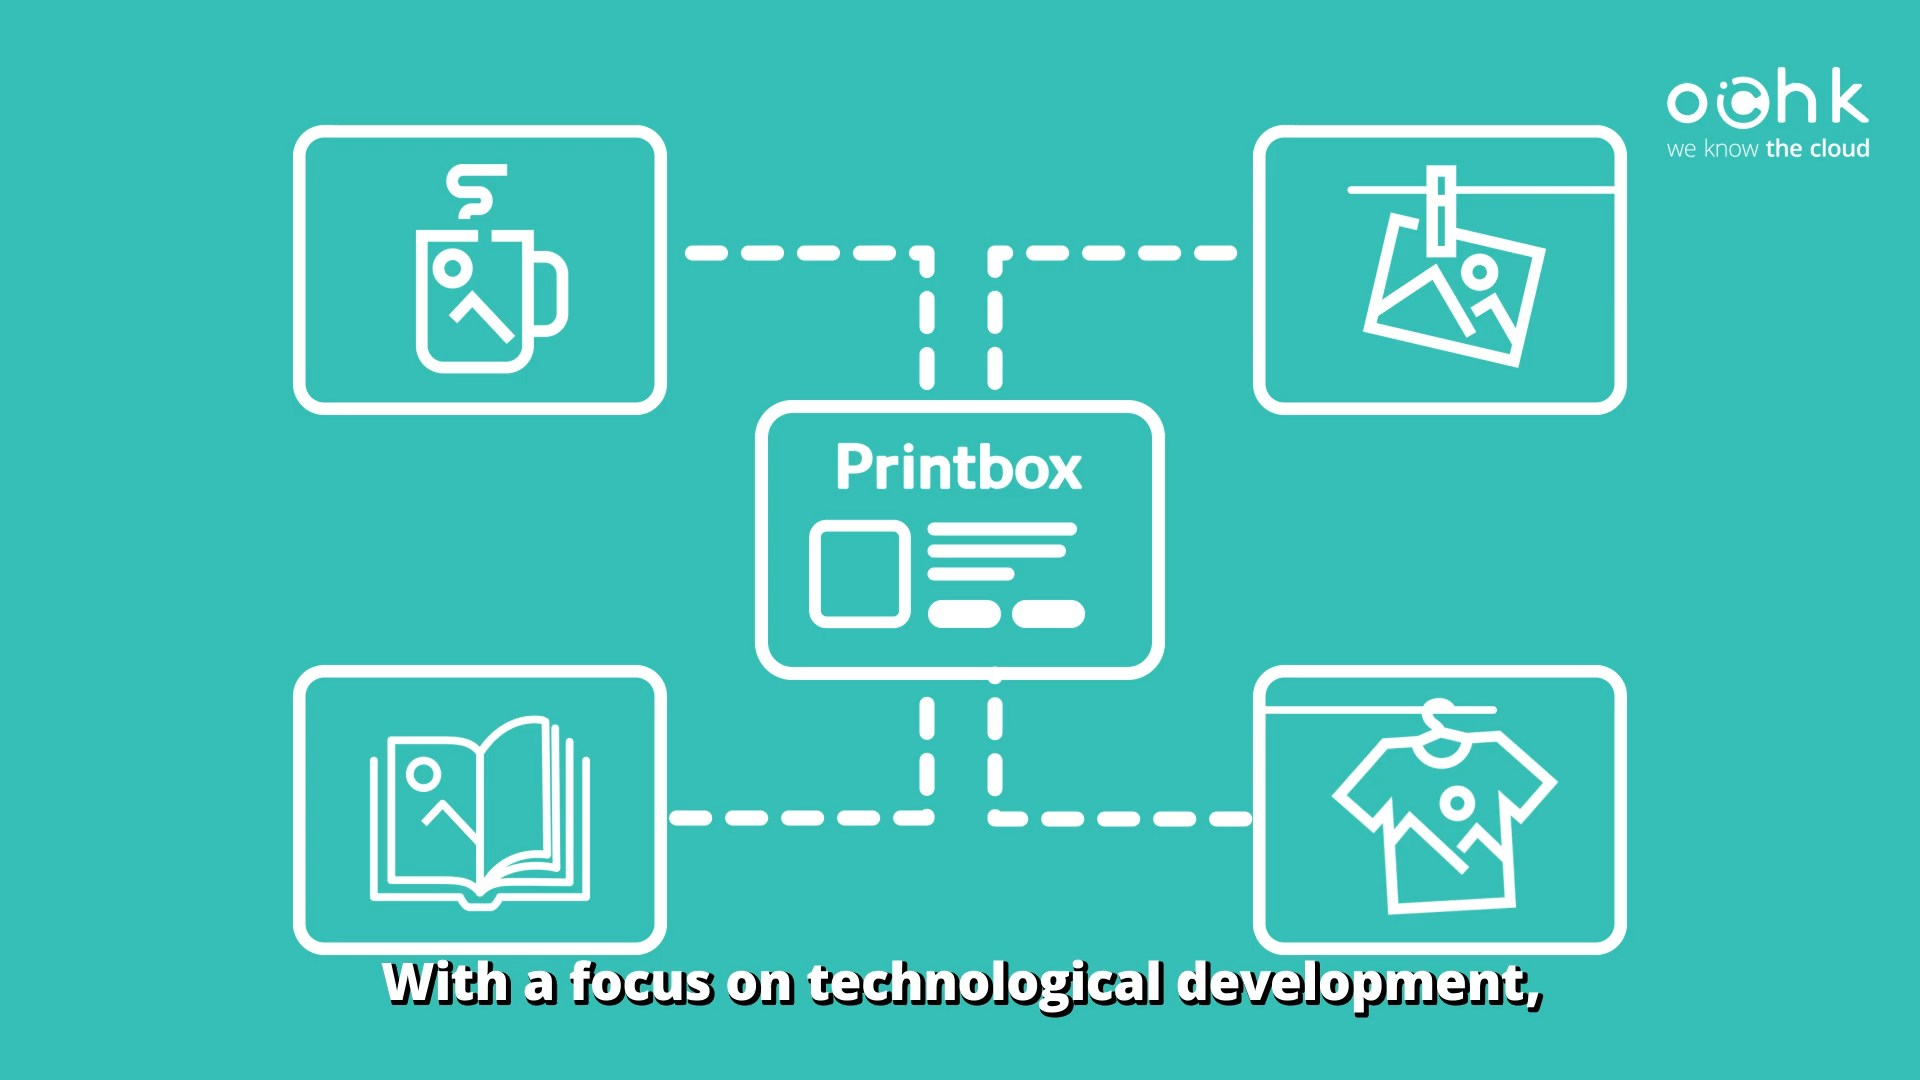 ochk
we know the cloud
Printbox
With a focus on technological development,